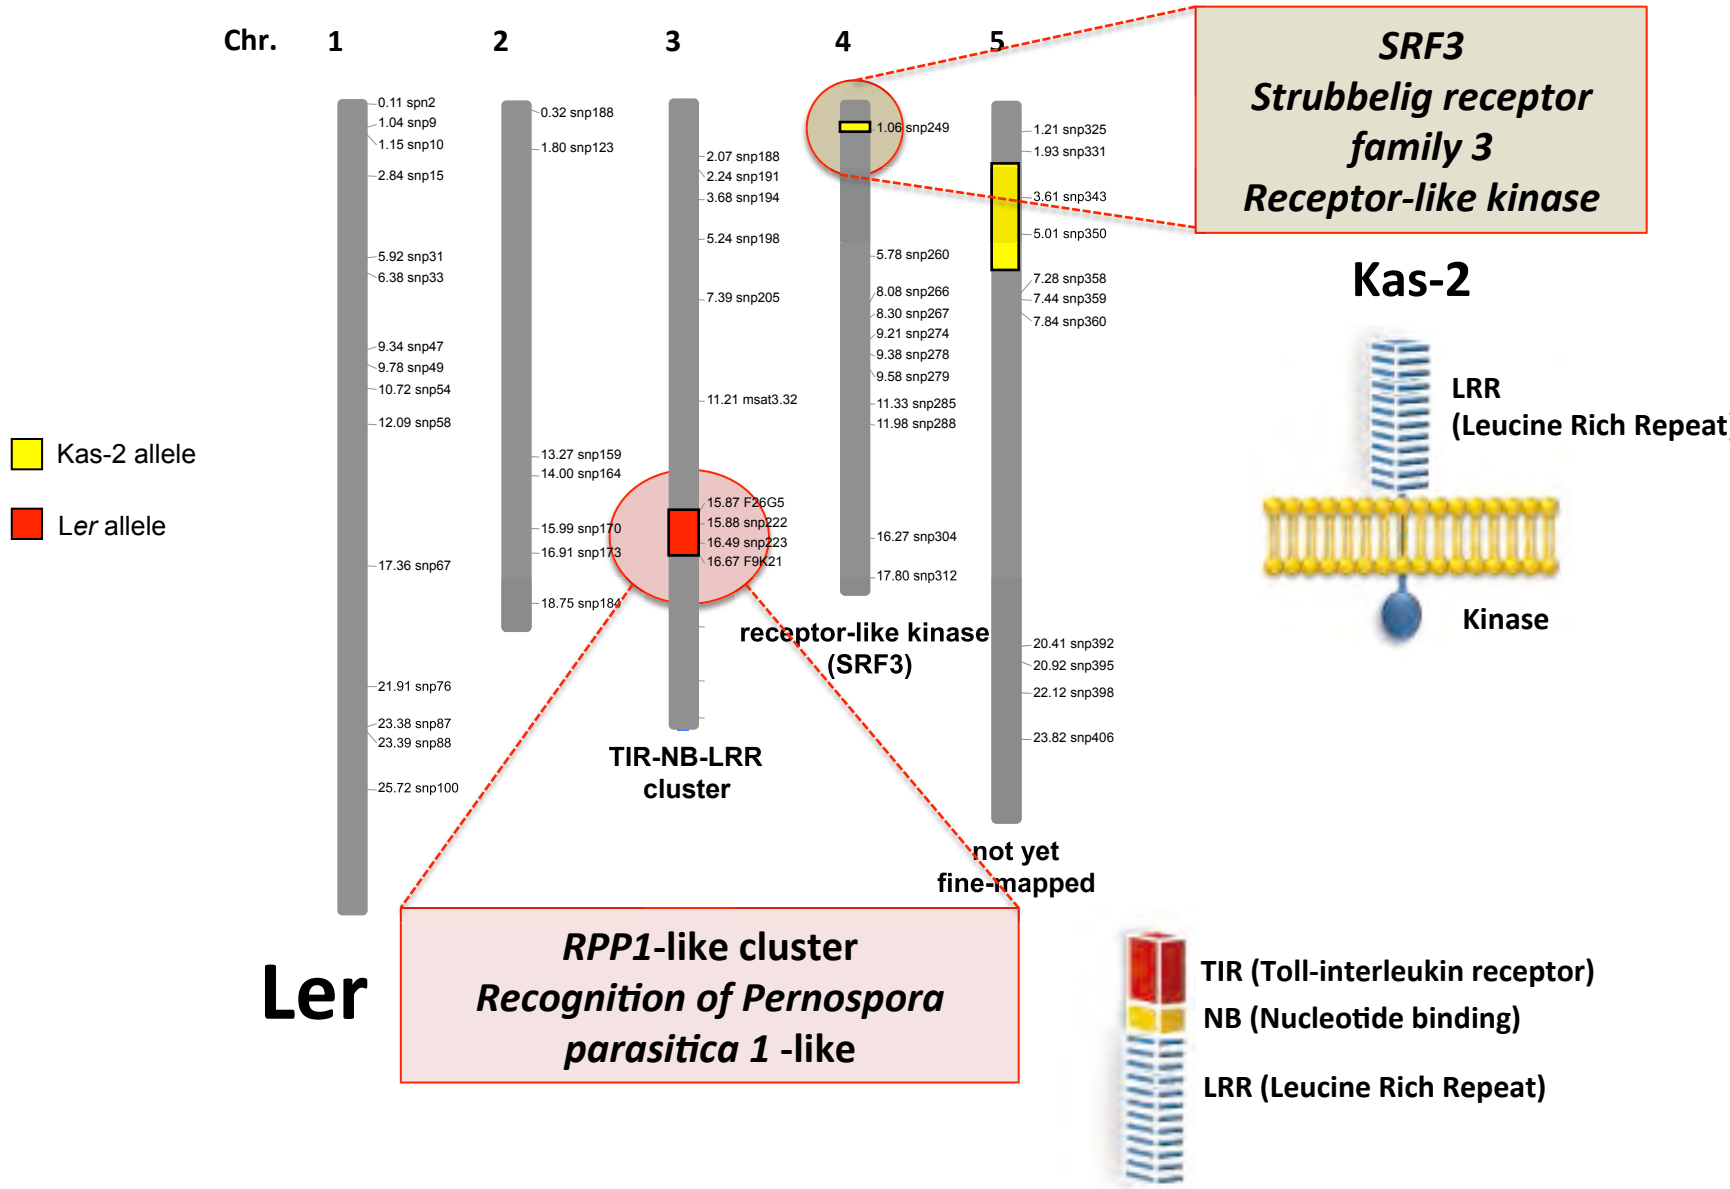 Chr. 1 2 3 4 5
0.11 spn2
1.04 snp9
1.15 snp10
2.84 snp15
5.92 snp31
6.38 snp33
9.34 snp47
9.78 snp49
10.72 snp54
12.09 snp58
17.36 snp67
21.91 snp76
23.38 snp87
23.39 snp88
25.72 snp100
0.32 snp188
1.80 snp123
13.27 snp159
14.00 snp164
15.99 snp170
16.91 snp173
18.75 snp184
2.07 snp188
2.24 snp191
3.68 snp194
5.24 snp198
7.39 snp205
11.21 msat3.32
15.87 F26G5
15.88 snp222
16.49 snp223
16.67 F9K21
TIR-NB-LRR
cluster
1.06 snp249
5.78 snp260
8.08 snp266
8.30 snp267
9.21 snp274
9.38 snp278
9.58 snp279
11.33 snp285
11.98 snp288
16.27 snp304
17.80 snp312
receptor-like kinase
(SRF3)
1.21 snp325
1.93 snp331
3.61 snp343
5.01 snp350
7.28 snp358
7.44 snp359
7.84 snp360
20.41 snp392
20.92 snp395
22.12 snp398
23.82 snp406
not yet
fine-mapped
SRF3
Strubbelig receptor
family 3
Receptor-like kinase
Kas-2
LRR
(Leucine Rich Repeat)
Kinase
Kas-2 allele
Ler allele
Ler
RPP1-like cluster
Recognition of Pernospora
parasitica 1 -like
TIR (Toll-interleukin receptor)
NB (Nucleotide binding)
LRR (Leucine Rich Repeat)